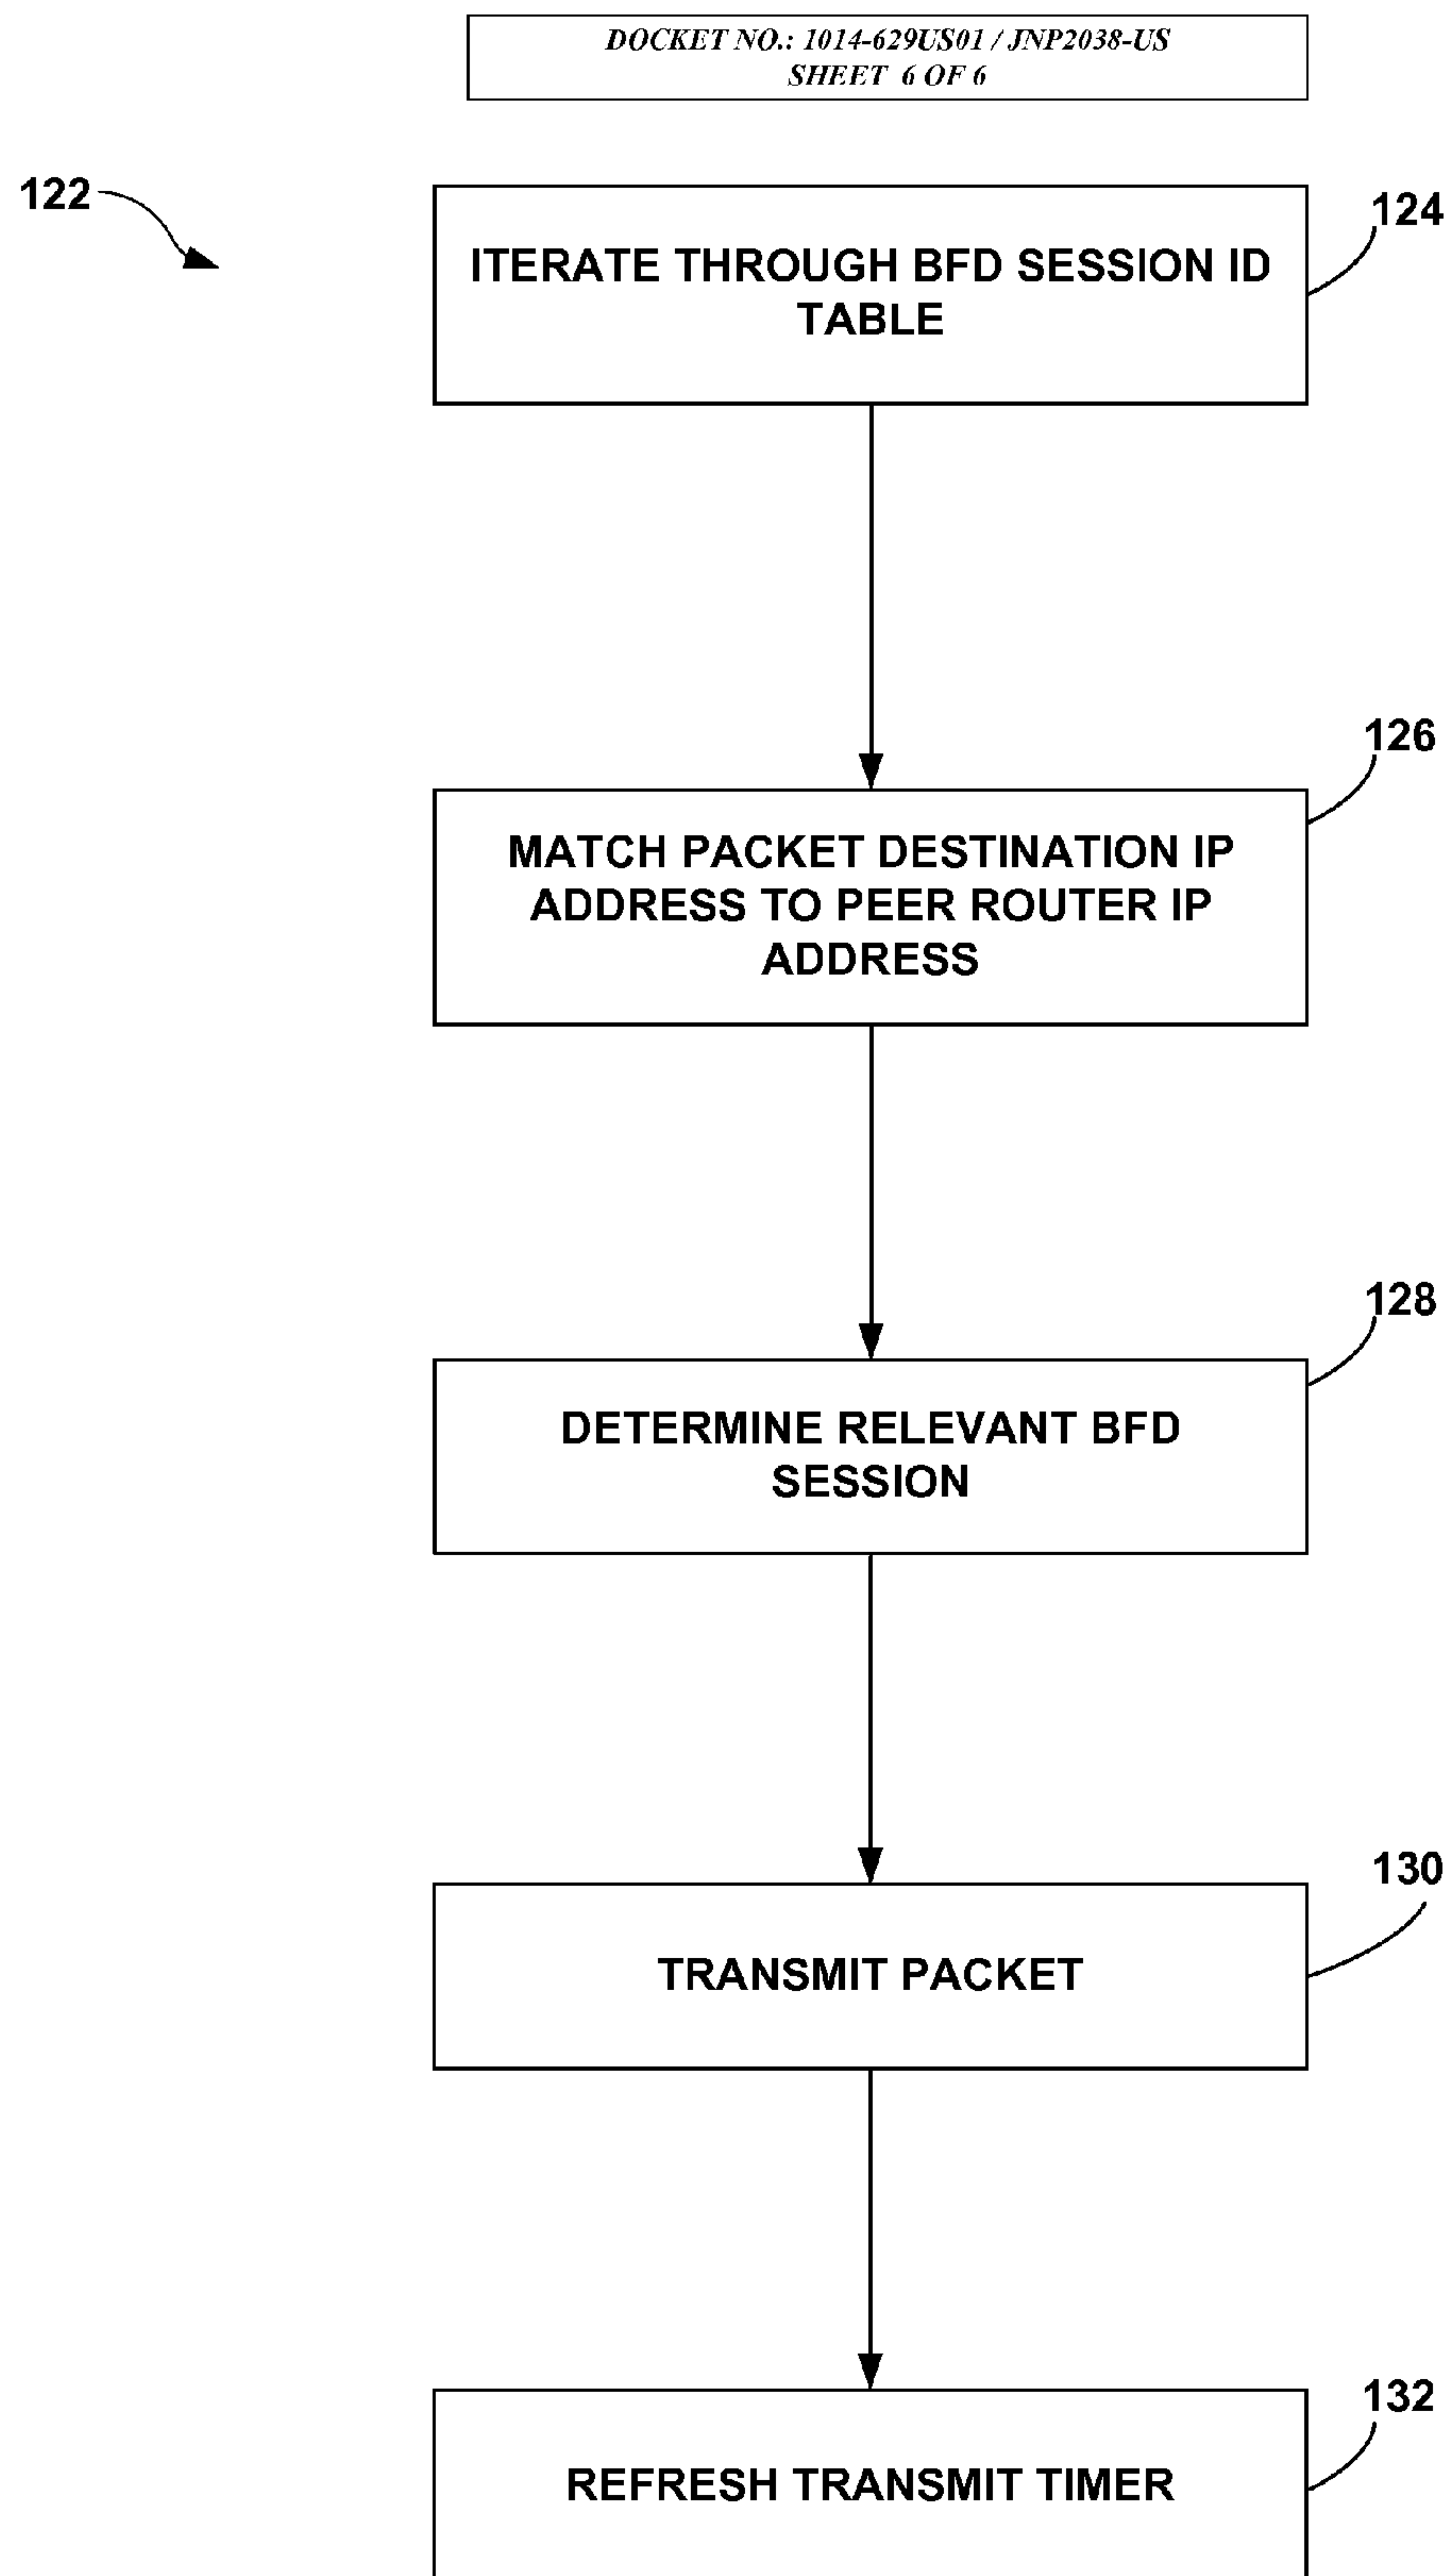 DOCKET NO.: 1014-629US01 / JNP2038-US
SHEET 6 OF 6
122
124
ITERATE THROUGH BFD SESSION ID
TABLE
126
MATCH PACKET DESTINATION IP
ADDRESS TO PEER ROUTER IP
ADDRESS
128
DETERMINE RELEVANT BFD
SESSION
130
TRANSMIT PACKET
132
REFRESH TRANSMIT TIMER